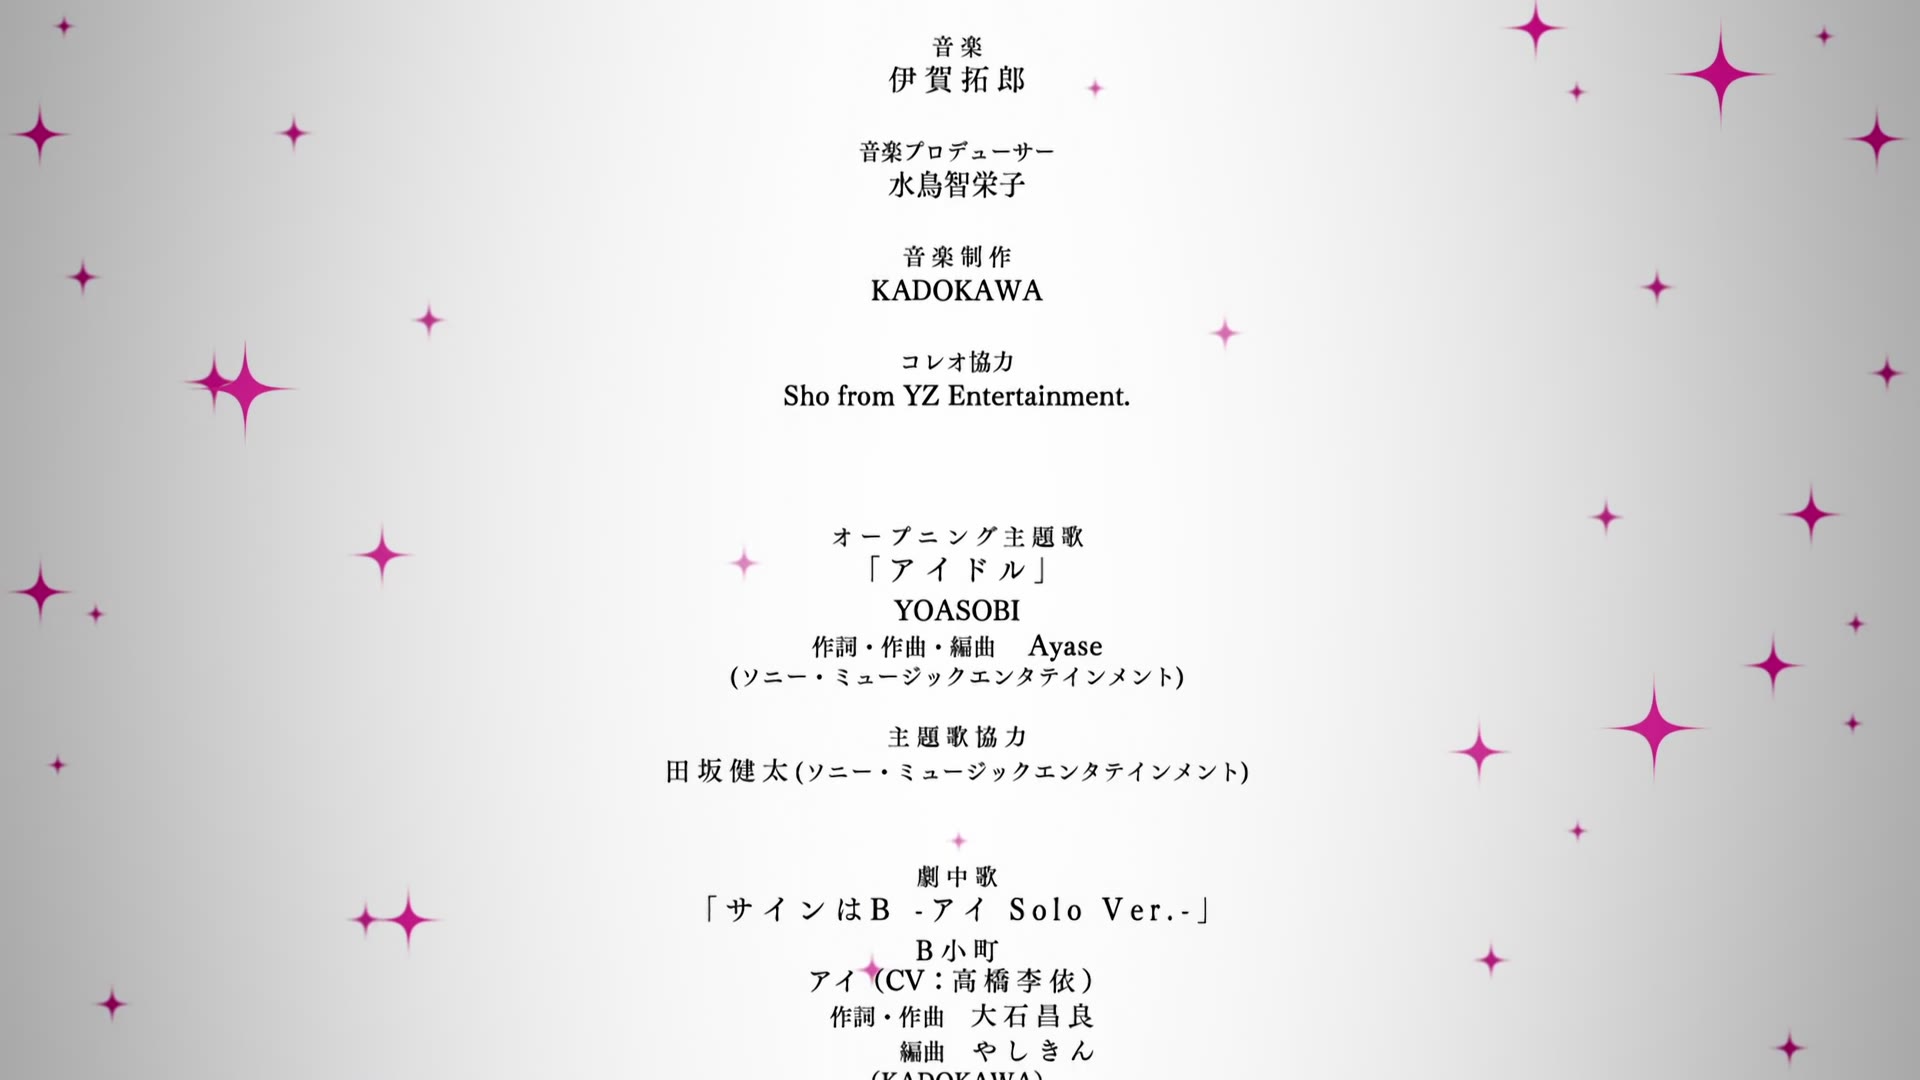 音楽
伊賀拓郎
音楽プロデューサー
水鳥智栄子
音楽制作
KADOKAWA
コレオ協力
Sho from YZ Entertainment.
オープニング主題歌
「アイドル」
YOASOBI
作詞・作曲・編曲　Ayase
(ソニー・ミュージックエンタテインメント)
主題歌協力
田坂健太(ソニー・ミュージックエンタテインメント)
劇中歌
「サインはB -アイ Solo Ver.-」
B小町
アイ（CV：高橋李依）
作詞・作曲　大石昌良
編曲　やしきん
(KADOKAWA)